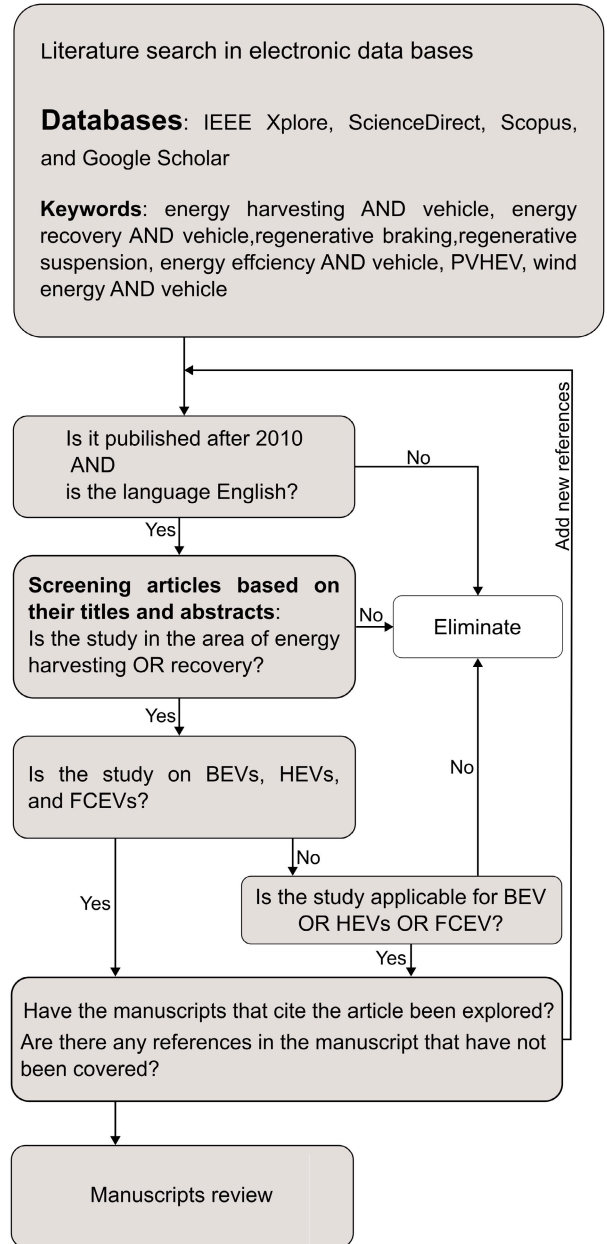 Literature search in electronic data bases
Databases: IEEE Xplore, ScienceDirect, Scopus,
and Google Scholar
Keywords: energy harvesting AND vehicle, energy
recovery AND vehicle,regenerative braking,regenerative
suspension, energy effciency AND vehicle, PVHEV, wind
energy AND vehicle
Add new references
Is it pubilished after 2010
AND
is the language English?
No
Yes
Screening articles based on
their titles and abstracts:
Is the study in the area of energy
harvesting OR recovery?
No
Eliminate
Yes
Is the study on BEVs, HEVs,
and FCEVs?
No
No
Yes
Is the study applicable for BEV
OR HEVs OR FCEV?
Yes
Have the manuscripts that cite the article been explored?
Are there any references in the manuscript that have not
been covered?
Manuscripts review